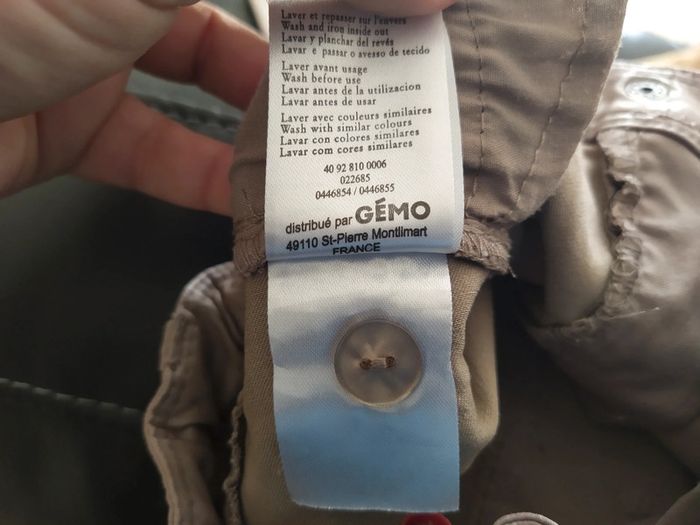 Laver et repasser sur l'envers
Wash and iron inside out
Lavar y planchar del revés
Lavar e passar o avesso de tecido
Laver avant usage
Wash before use
Lavar antes de la utilizacion
Lavar antes de usar
Laver avec couleurs similaires
Wash with similar colours
Lavar con colores similares
Lavar com cores similares
40 92 810 0006
022685
0446854 / 0446855
distribué par GÉMO
49110 St-Pierre Montlimart
FRANCE